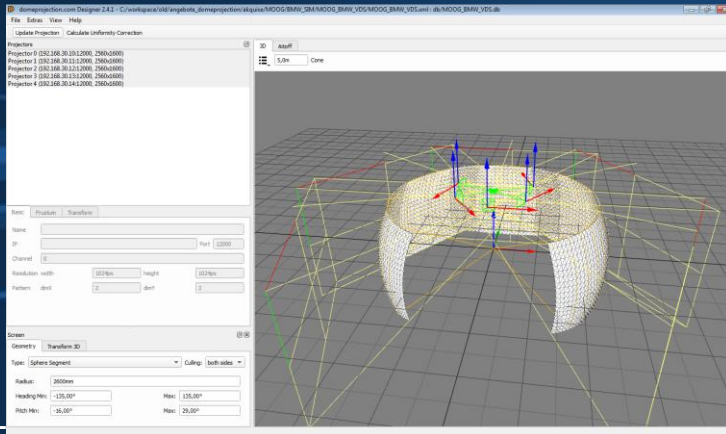 domeprojection.com Designer 2.4.1 - C:/workspace/old/angebote_domeprojection/akquise/MOOG/BMW_SIM/MOOG_BMW_VDS/MOOG_BMW_VDS.xml : db/MOOG_BMW_VDS.db
File Extras View Help
Update Projection Calculate Uniformity Correction
Projectors
Projector 0 (192.168.30.10:12000, 2560x1600)
Projector 1 (192.168.30.11:12000, 2560x1600)
Projector 2 (192.168.30.12:12000, 2560x1600)
Projector 3 (192.168.30.13:12000, 2560x1600)
Projector 4 (192.168.30.14:12000, 2560x1600)
3D Aitoff
5,0m Cone
Basic Frustum Transform
Name
IP Port 12000
Channel 0
Resolution width 1024px height 1024px
Pattern dimX 2 dimY 2
Screen
Geometry Transform 3D
Type: Sphere Segment Culling: both sides
Radius: 2600mm
Heading Min: -135,00° Max: 135,00°
Pitch Min: -16,00° Max: 29,00°